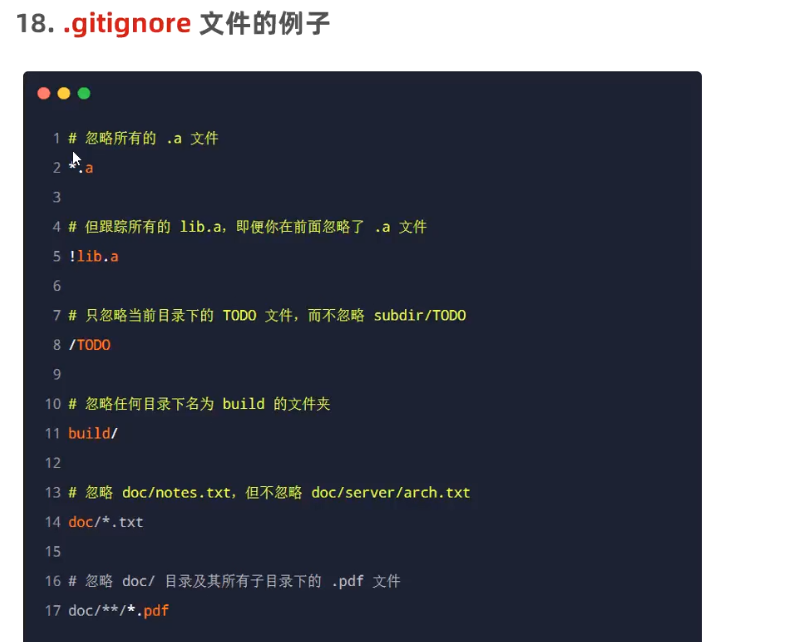 18. .gitignore 文件的例子
1 # 忽略所有的 .a 文件
2 *.a
3
4 # 但跟踪所有的 lib.a，即便你在前面忽略了 .a 文件
5 !lib.a
6
7 # 只忽略当前目录下的 TODO 文件，而不忽略 subdir/TODO
8 /TODO
9
10 # 忽略任何目录下名为 build 的文件夹
11 build/
12
13 # 忽略 doc/notes.txt，但不忽略 doc/server/arch.txt
14 doc/*.txt
15
16 # 忽略 doc/ 目录及其所有子目录下的 .pdf 文件
17 doc/**/*.pdf